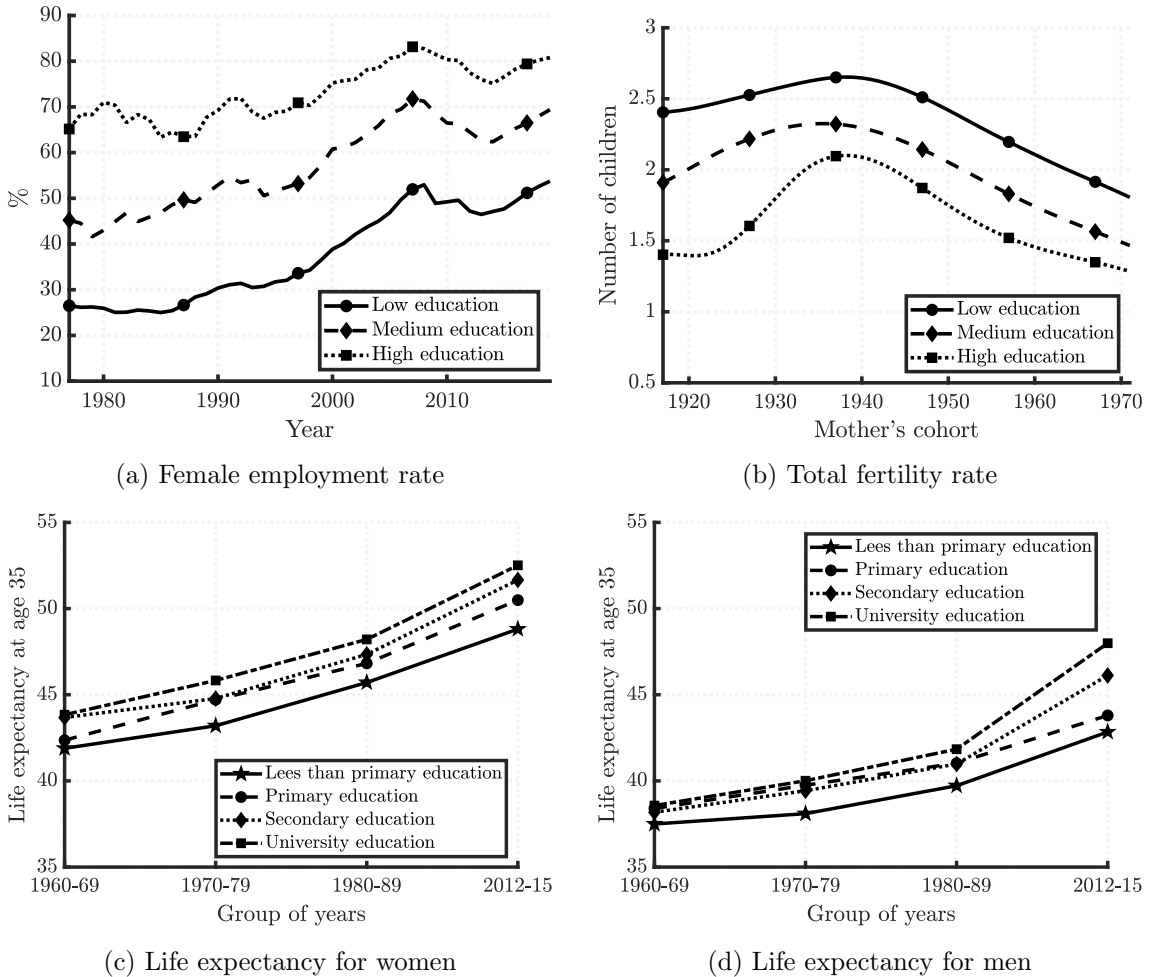 90
80
70
60
50
40
30
20
10
%
1980 1990 2000 2010
Year
Low education
Medium education
High education
(a) Female employment rate
3
2.5
2
1.5
1
0.5
Number of children
1920 1930 1940 1950 1960 1970
Mother's cohort
Low education
Medium education
High education
(b) Total fertility rate
55
50
45
40
35
Life expectancy at age 35
1960-69 1970-79 1980-89 2012-15
Group of years
Lees than primary education
Primary education
Secondary education
University education
(c) Life expectancy for women
55
50
45
40
35
Life expectancy at age 35
1960-69 1970-79 1980-89 2012-15
Group of years
Lees than primary education
Primary education
Secondary education
University education
(d) Life expectancy for men